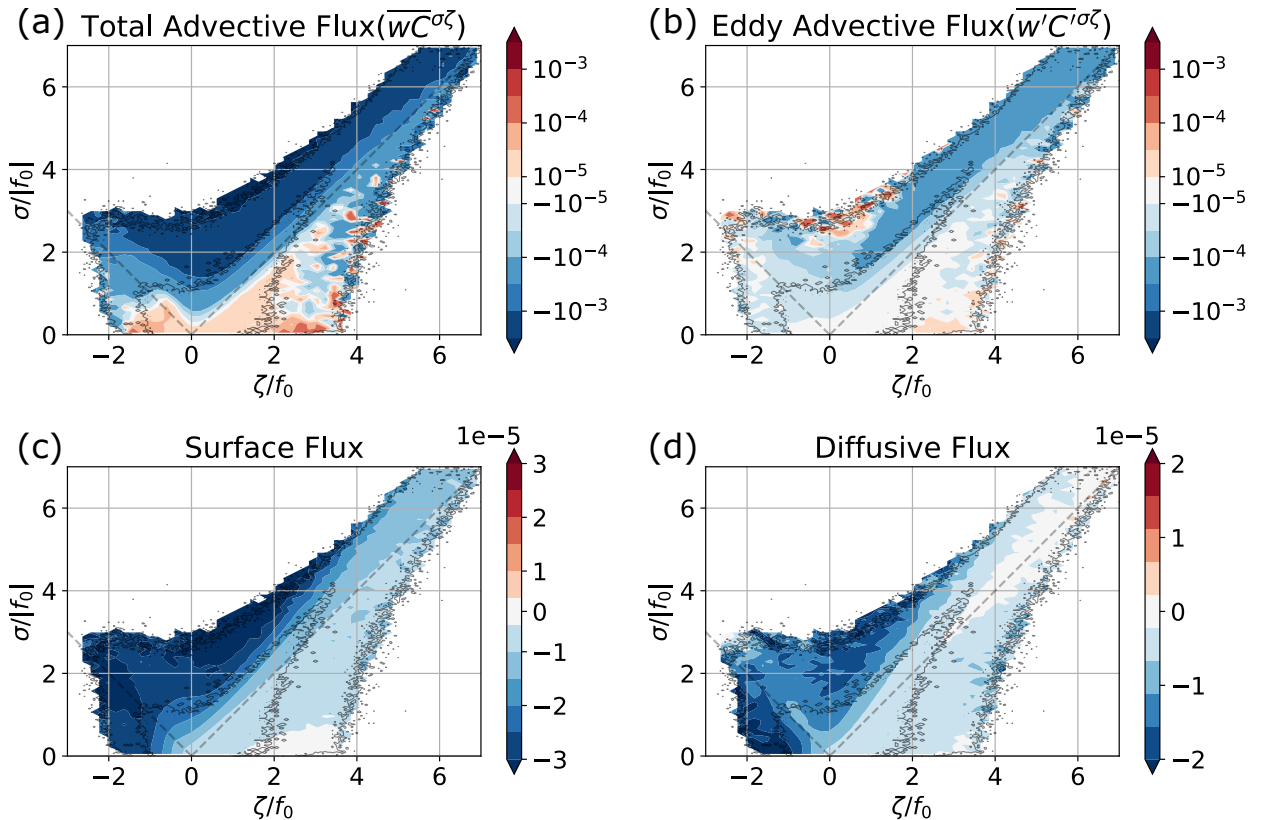 (a) Total Advective Flux($\overline{wC}^{\sigma\zeta}$)
σ/|f₀|
6
4
2
0
−2 0 2 4 6
ζ/f₀
10⁻³
10⁻⁴
10⁻⁵
−10⁻⁵
−10⁻⁴
−10⁻³
(b) Eddy Advective Flux($\overline{w'C'}^{\sigma\zeta}$)
σ/|f₀|
6
4
2
0
−2 0 2 4 6
ζ/f₀
10⁻³
10⁻⁴
10⁻⁵
−10⁻⁵
−10⁻⁴
−10⁻³
(c) Surface Flux
1e−5
σ/|f₀|
6
4
2
0
−2 0 2 4 6
ζ/f₀
3
2
1
0
−1
−2
−3
(d) Diffusive Flux
1e−5
σ/|f₀|
6
4
2
0
−2 0 2 4 6
ζ/f₀
2
1
0
−1
−2